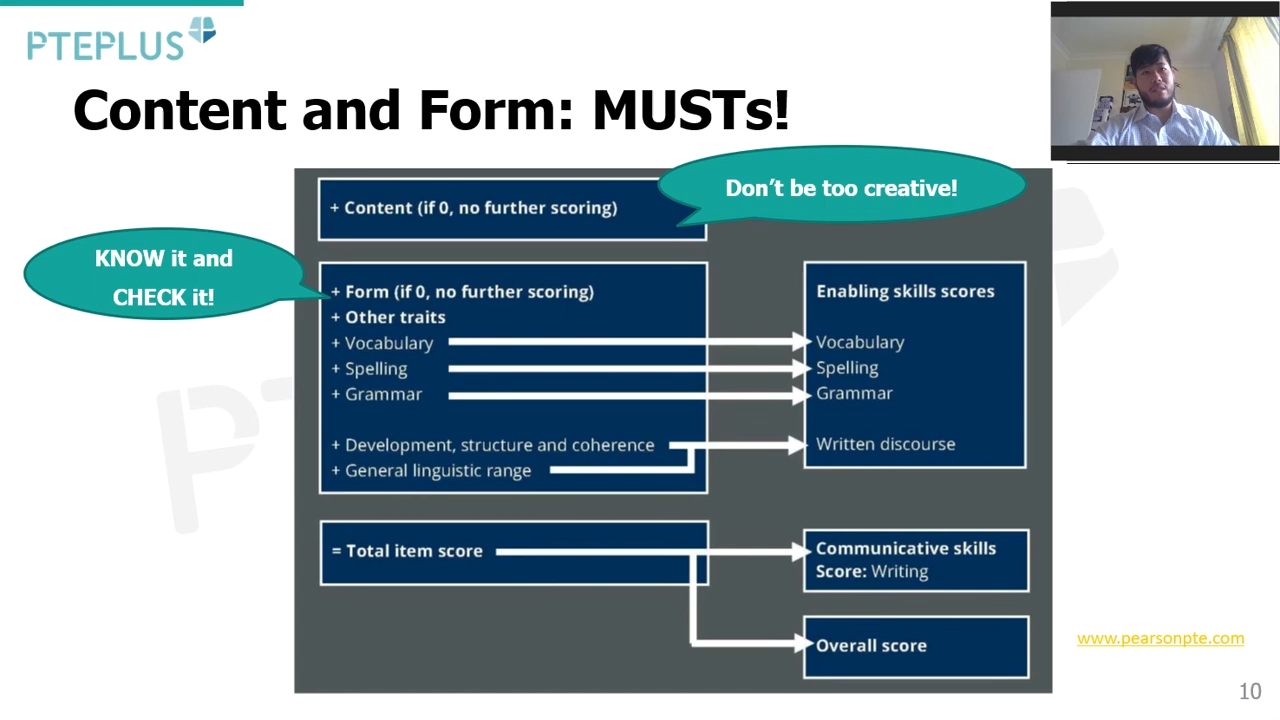 PTEPLUS
Content and Form: MUSTs!
Don't be too creative!
+ Content (if 0, no further scoring)
KNOW it and
CHECK it!
+ Form (if 0, no further scoring)
+ Other traits
+ Vocabulary
+ Spelling
+ Grammar
+ Development, structure and coherence
+ General linguistic range
Enabling skills scores
Vocabulary
Spelling
Grammar
Written discourse
= Total item score
Communicative skills
Score: Writing
Overall score
www.pearsonpte.com
10